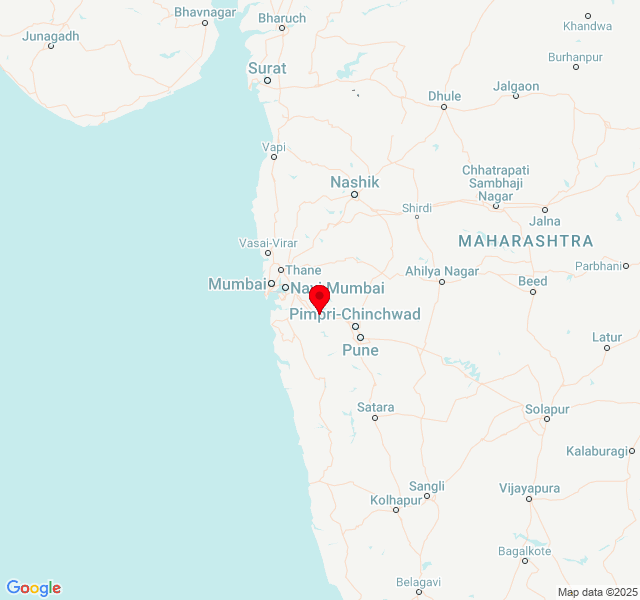 Bhavnagar
Bharuch
Khandwa
Junagadh
Burhanpur
Surat
Jalgaon
Dhule
Vapi
Chhatrapati
Sambhaji
Nagar
Nashik
Shirdi
Jalna
Vasai-Virar
MAHARASHTRA
Thane
Parbhani
Ahilya Nagar
Mumbai
Navi Mumbai
Beed
Pimpri-Chinchwad
Pune
Latur
Satara
Solapur
Kalaburagi
Sangli
Vijayapura
Kolhapur
Bagalkote
Belagavi
Google
Map data ©2025